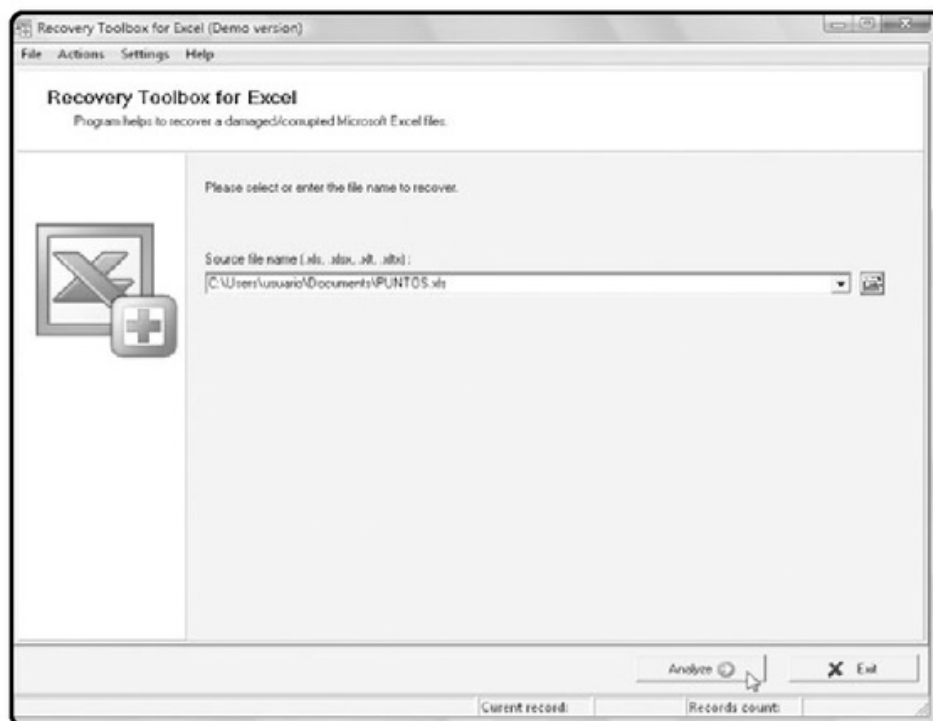 Recovery Toolbox for Excel (Demo version)
File Actions Settings Help
Recovery Toolbox for Excel
Program helps to recover a damaged/corrupted Microsoft Excel files.
Please select or enter the file name to recover.
Source file name (.xls, .xlsx, .xlt, .xltx) :
C:\Users\usuario\Documents\PUNTOS.xls
Analyze
Exit
Curent record:
Records count: